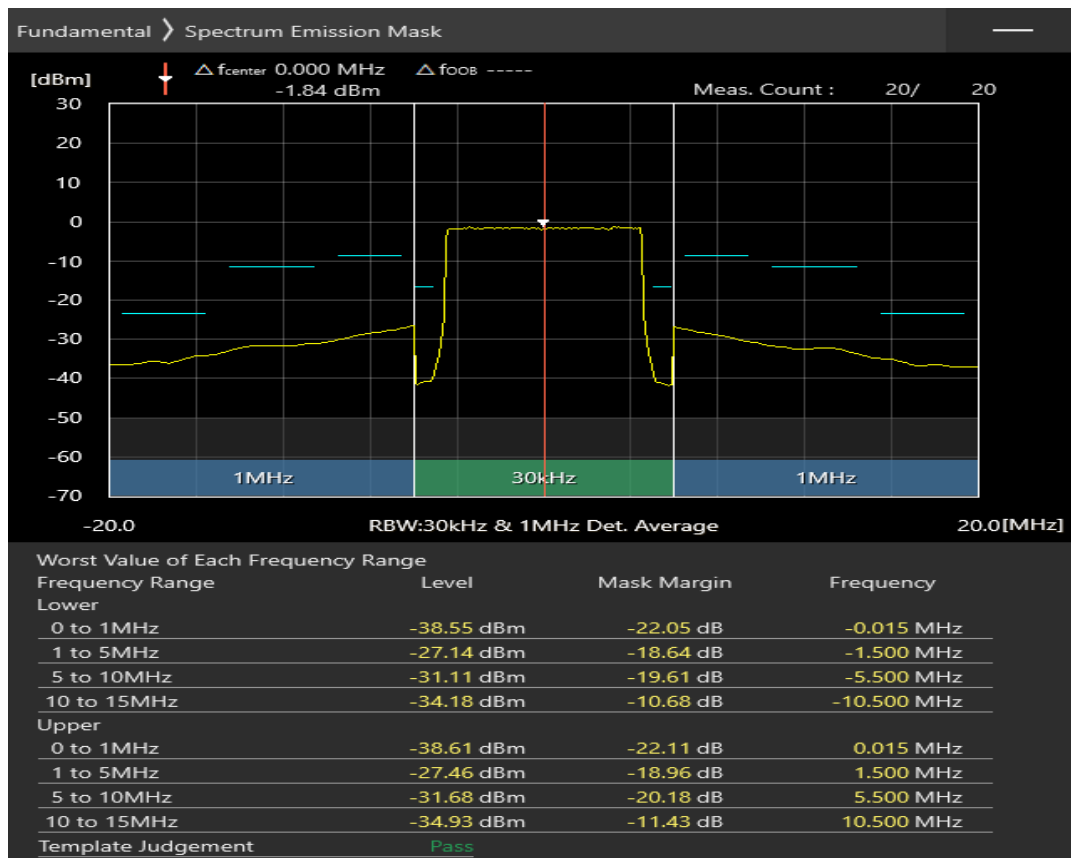 Fundamental ❯ Spectrum Emission Mask
[dBm] △ fcenter 0.000 MHz △ fOOB -----
-1.84 dBm Meas. Count : 20/ 20
30
20
10
0
-10
-20
-30
-40
-50
-60
-70
1MHz 30kHz 1MHz
-20.0 RBW:30kHz & 1MHz Det. Average 20.0[MHz]
Worst Value of Each Frequency Range
Frequency Range Level Mask Margin Frequency
Lower
0 to 1MHz -38.55 dBm -22.05 dB -0.015 MHz
1 to 5MHz -27.14 dBm -18.64 dB -1.500 MHz
5 to 10MHz -31.11 dBm -19.61 dB -5.500 MHz
10 to 15MHz -34.18 dBm -10.68 dB -10.500 MHz
Upper
0 to 1MHz -38.61 dBm -22.11 dB 0.015 MHz
1 to 5MHz -27.46 dBm -18.96 dB 1.500 MHz
5 to 10MHz -31.68 dBm -20.18 dB 5.500 MHz
10 to 15MHz -34.93 dBm -11.43 dB 10.500 MHz
Template Judgement Pass